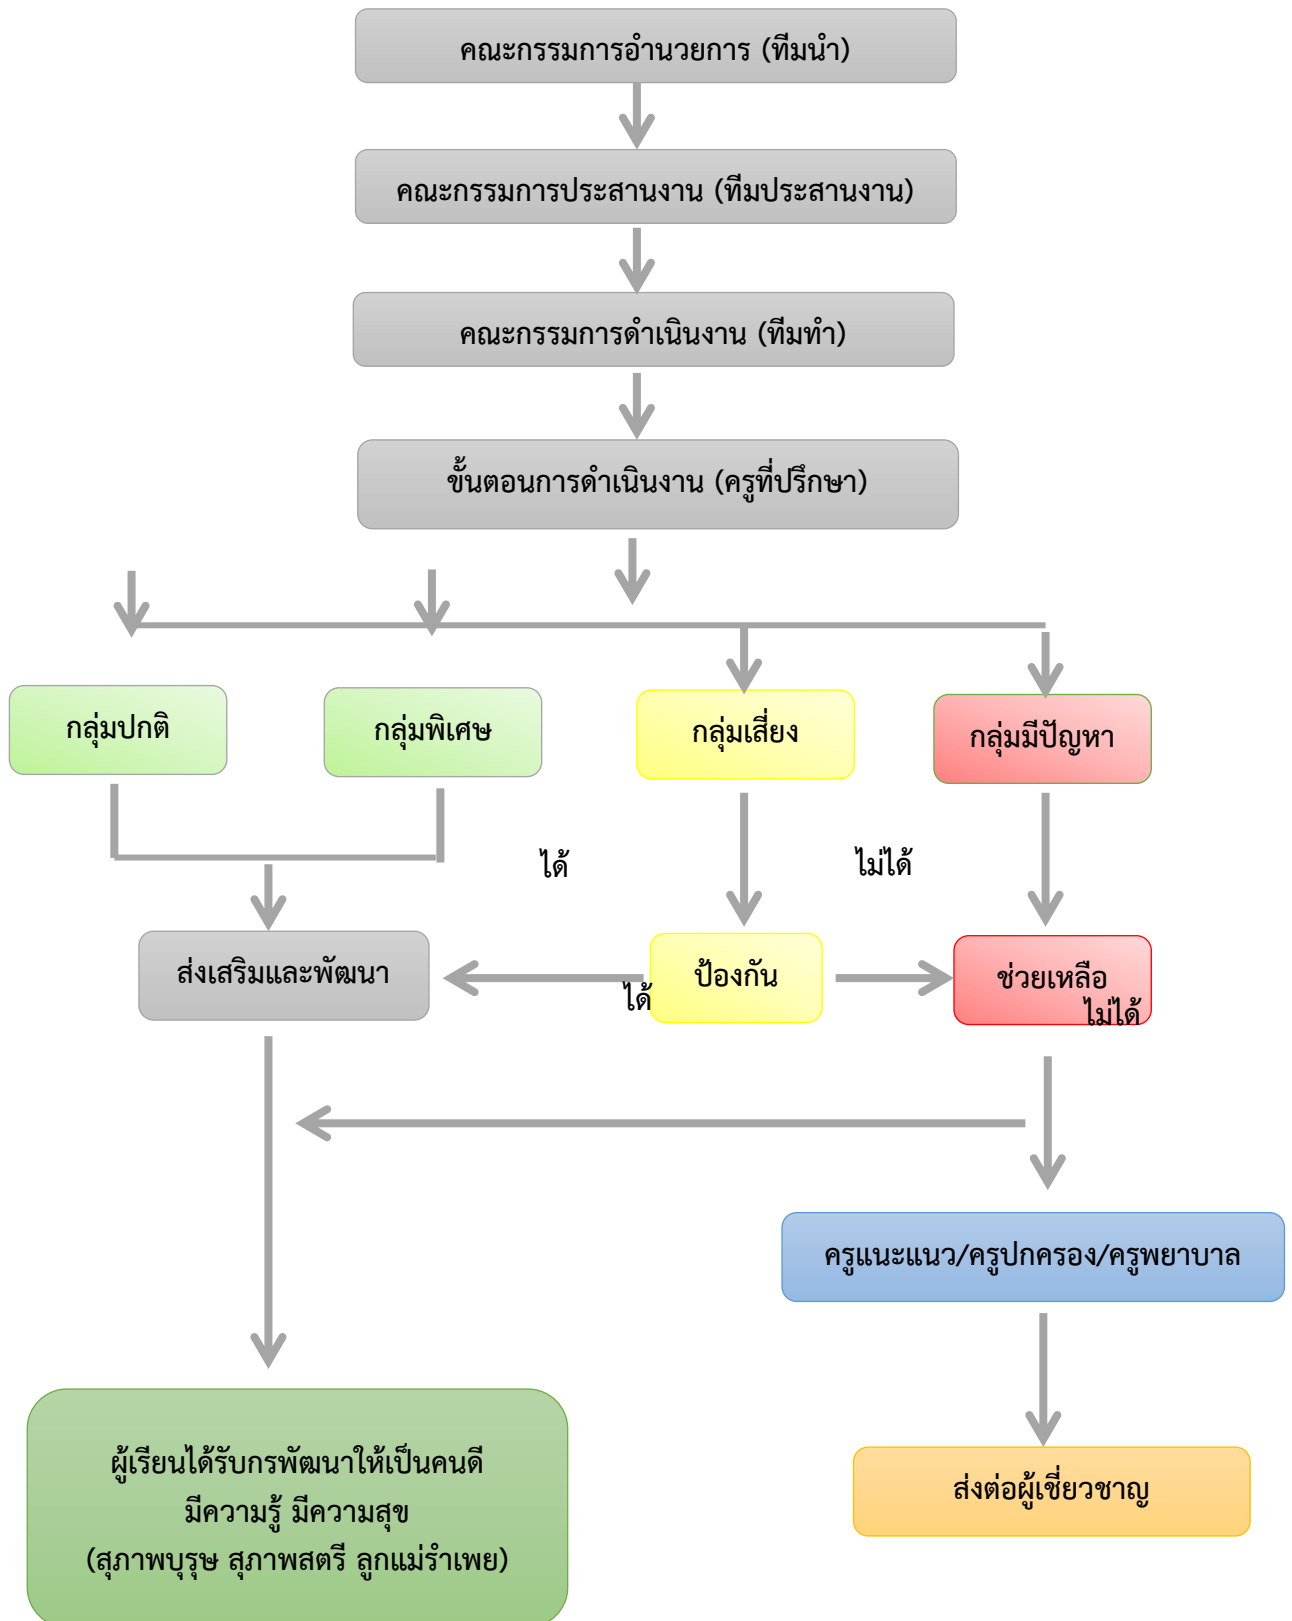 คณะกรรมการอำนวยการ (ทีมนำ)
คณะกรรมการประสานงาน (ทีมประสานงาน)
คณะกรรมการดำเนินงาน (ทีมทำ)
ขั้นตอนการดำเนินงาน (ครูที่ปรึกษา)
กลุ่มปกติ
กลุ่มพิเศษ
กลุ่มเสี่ยง
กลุ่มมีปัญหา
ได้
ไม่ได้
ส่งเสริมและพัฒนา
ป้องกัน
ช่วยเหลือ
ได้
ไม่ได้
ครูแนะแนว/ครูปกครอง/ครูพยาบาล
ผู้เรียนได้รับกรพัฒนาให้เป็นคนดี
มีความรู้ มีความสุข
(สุภาพบุรุษ สุภาพสตรี ลูกแม่รำเพย)
ส่งต่อผู้เชี่ยวชาญ